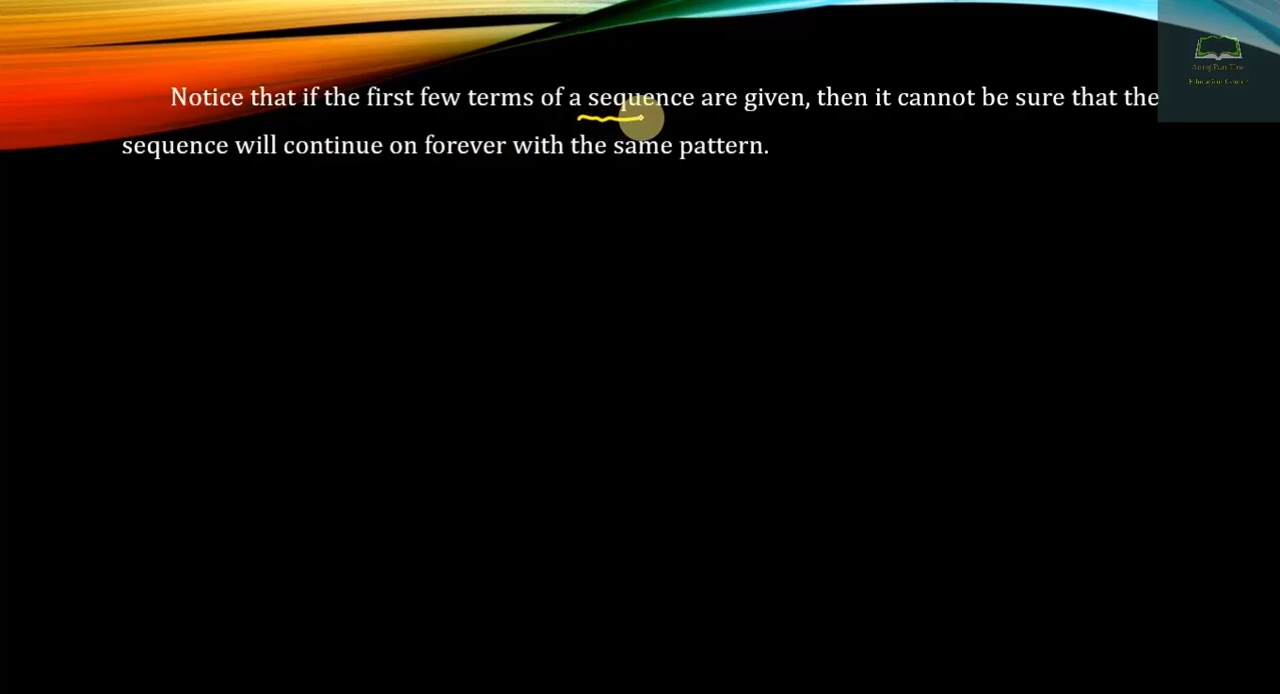 Notice that if the first few terms of a sequence are given, then it cannot be sure that the
sequence will continue on forever with the same pattern.